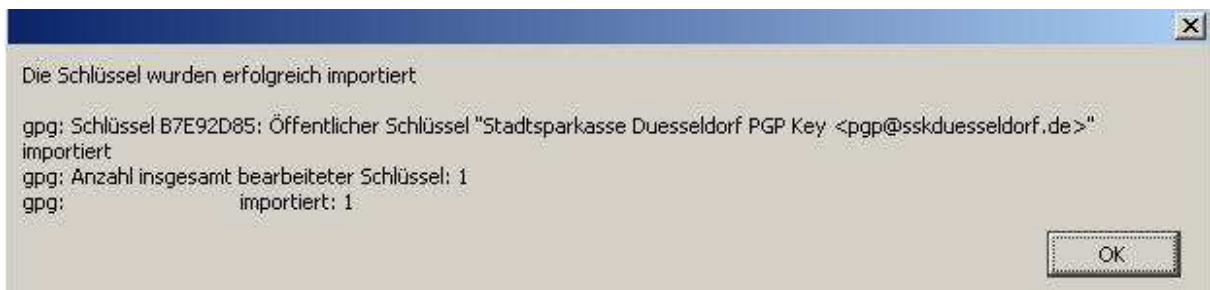 Die Schlüssel wurden erfolgreich importiert
gpg: Schlüssel B7E92D85: Öffentlicher Schlüssel "Stadtsparkasse Duesseldorf PGP Key <pgp@sskduesseldorf.de>"
importiert
gpg: Anzahl insgesamt bearbeiteter Schlüssel: 1
gpg: importiert: 1
OK